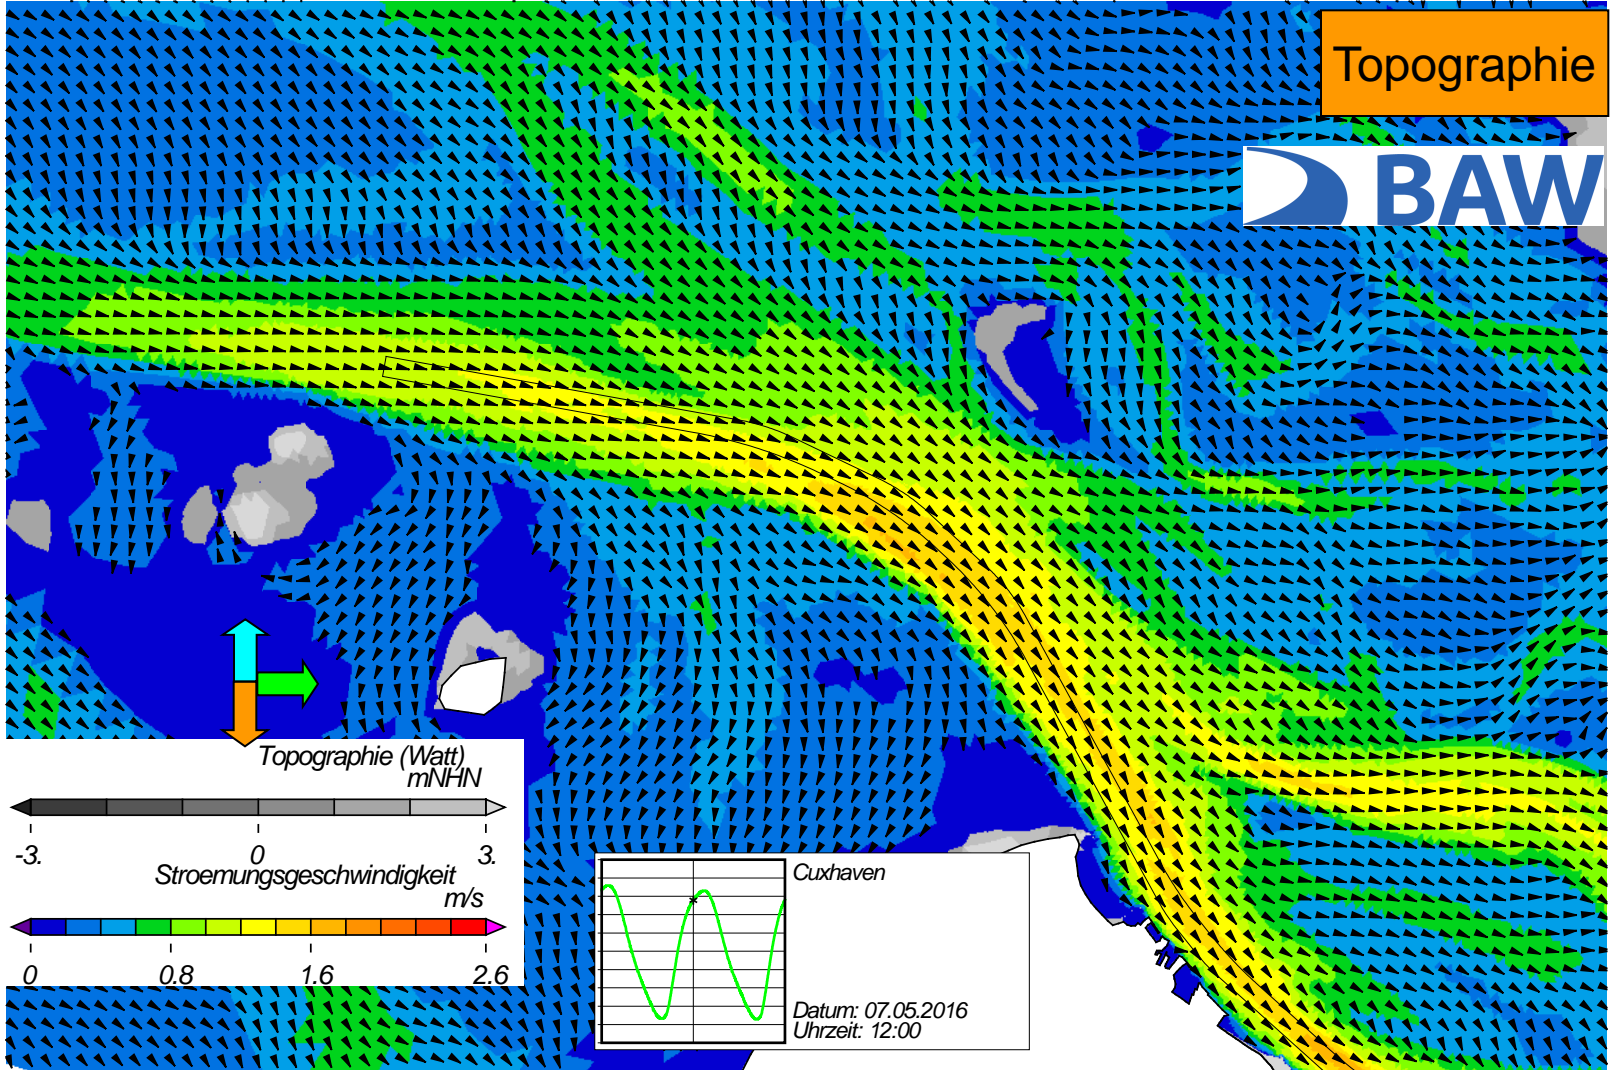 Topographie
BAW
Topographie (Watt)
mNHN
-3. 0 3.
Stroemungsgeschwindigkeit
m/s
0 0.8 1.6 2.6
Cuxhaven
Datum: 07.05.2016
Uhrzeit: 12:00